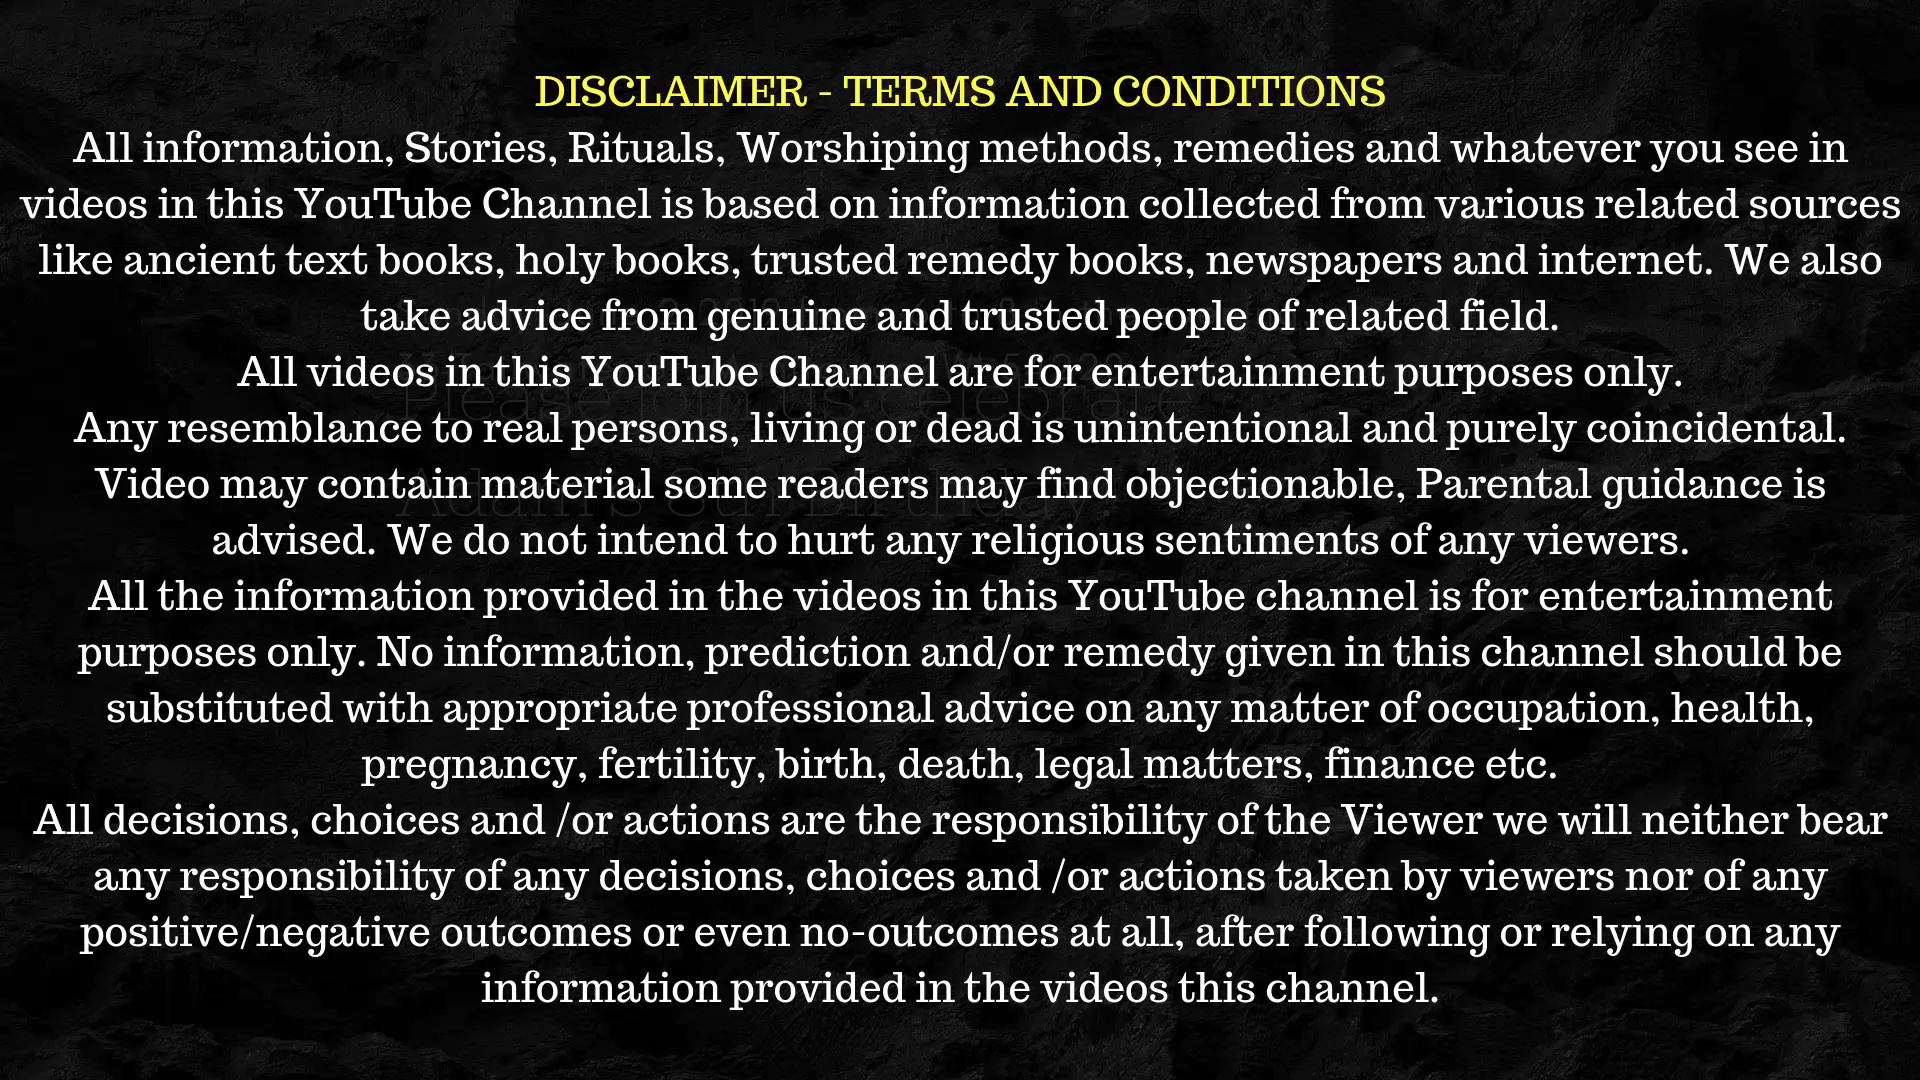 DISCLAIMER - TERMS AND CONDITIONS
All information, Stories, Rituals, Worshiping methods, remedies and whatever you see in
videos in this YouTube Channel is based on information collected from various related sources
like ancient text books, holy books, trusted remedy books, newspapers and internet. We also
take advice from genuine and trusted people of related field.
All videos in this YouTube Channel are for entertainment purposes only.
Please join us celebrate
Any resemblance to real persons, living or dead is unintentional and purely coincidental.
Video may contain material some readers may find objectionable, Parental guidance is
Adam's 8th Birthday!
advised. We do not intend to hurt any religious sentiments of any viewers.
All the information provided in the videos in this YouTube channel is for entertainment
purposes only. No information, prediction and/or remedy given in this channel should be
substituted with appropriate professional advice on any matter of occupation, health,
pregnancy, fertility, birth, death, legal matters, finance etc.
All decisions, choices and /or actions are the responsibility of the Viewer we will neither bear
any responsibility of any decisions, choices and /or actions taken by viewers nor of any
positive/negative outcomes or even no-outcomes at all, after following or relying on any
information provided in the videos this channel.